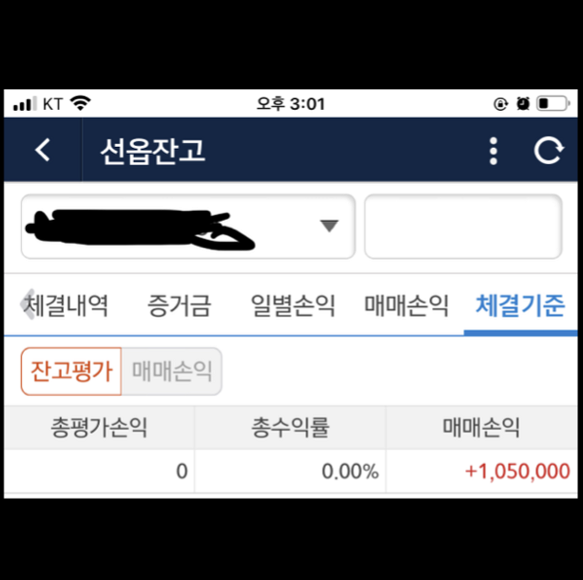 KT 오후 3:01
선옵잔고
체결내역 증거금 일별손익 매매손익 체결기준
잔고평가 매매손익
총평가손익 총수익률 매매손익
0 0.00% +1,050,000